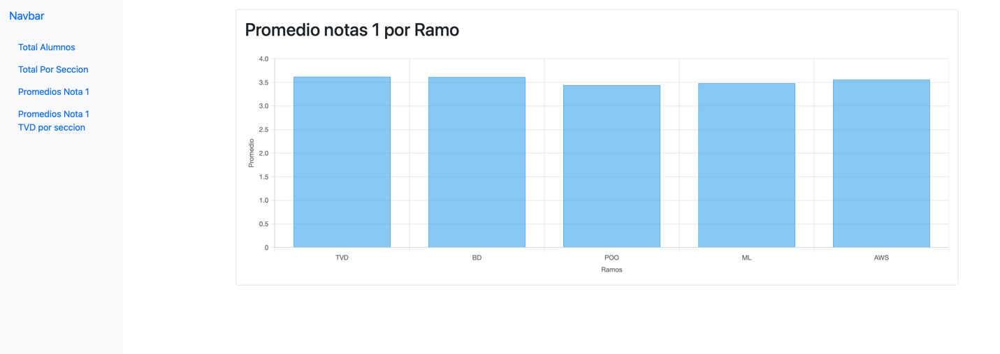 Navbar
Total Alumnos
Total Por Seccion
Promedios Nota 1
Promedios Nota 1
TVD por seccion
Promedio notas 1 por Ramo
4.0
3.5
3.0
2.5
2.0
1.5
1.0
0.5
0
Promedio
TVD
BD
POO
ML
AWS
Ramos